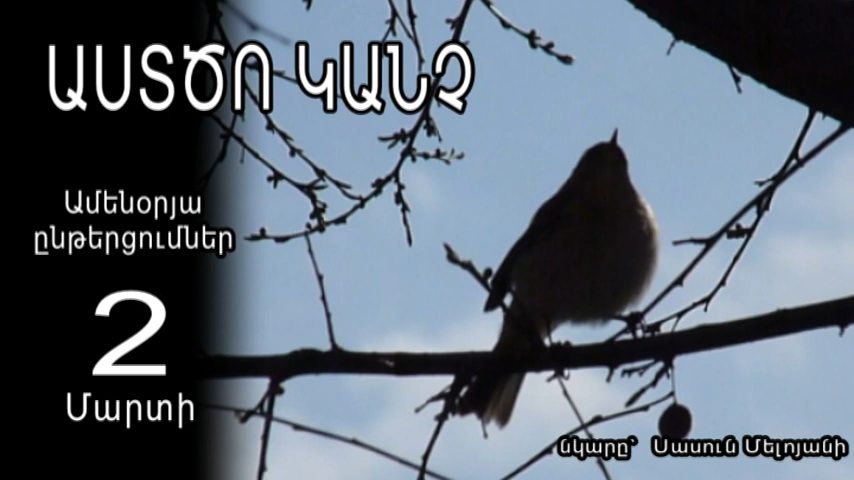 ԱՍՏԾՈ ԿԱՆՉ
Ամենօրյա
ընթերցումներ
2
Մարտի
նկարը՝ Սասուն Մելոյանի